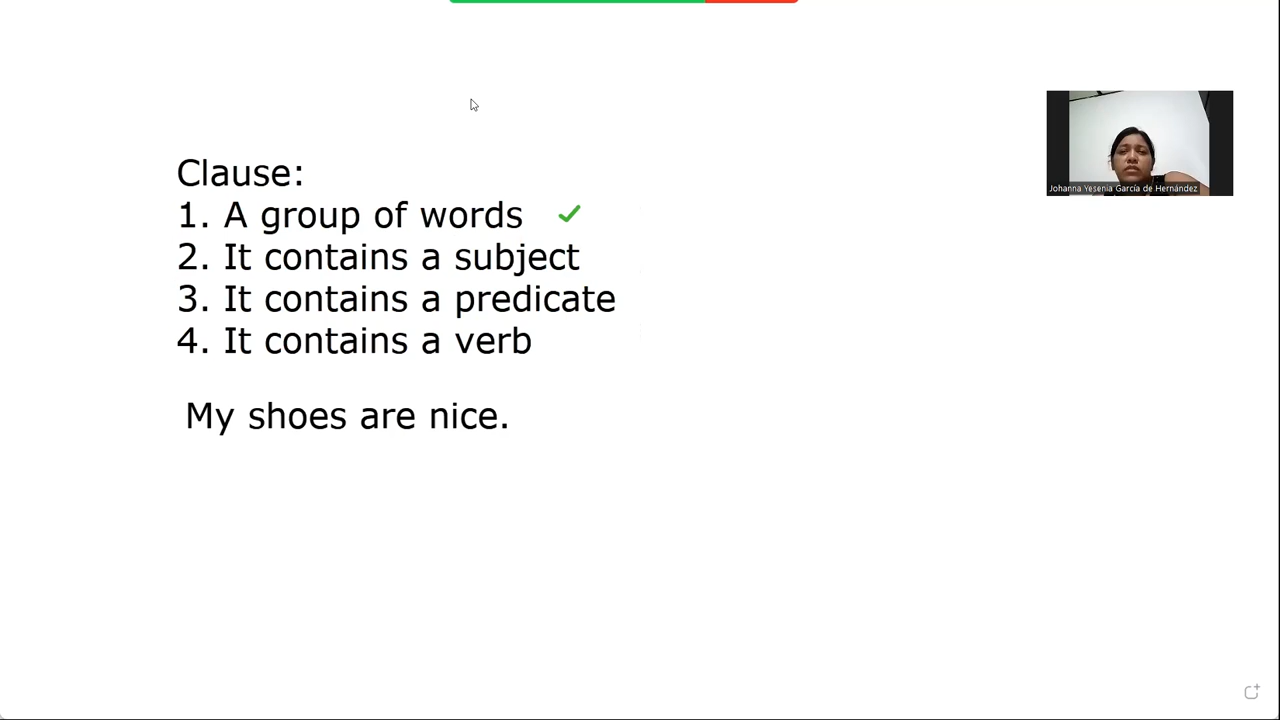 Clause:
1. A group of words
2. It contains a subject
3. It contains a predicate
4. It contains a verb
My shoes are nice.
Johanna Yesenia García de Hernández